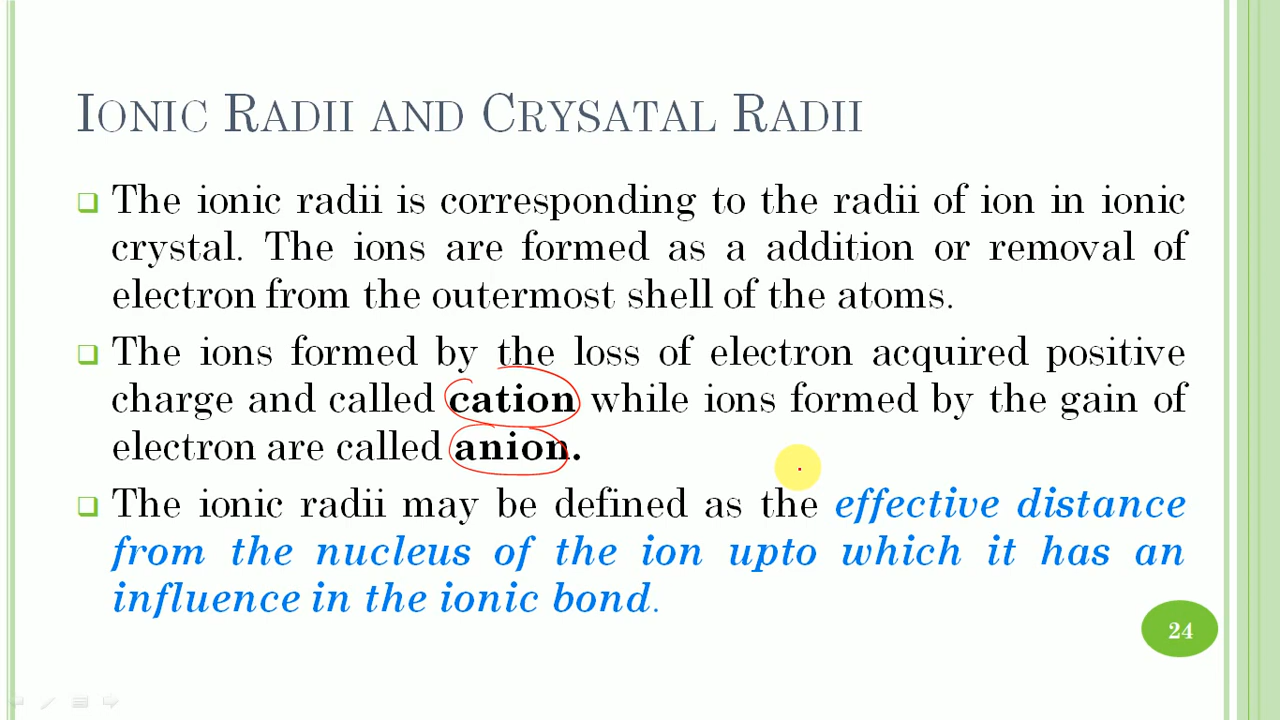 IONIC RADII AND CRYSATAL RADII
The ionic radii is corresponding to the radii of ion in ionic
crystal. The ions are formed as a addition or removal of
electron from the outermost shell of the atoms.
The ions formed by the loss of electron acquired positive
charge and called cation while ions formed by the gain of
electron are called anion.
The ionic radii may be defined as the effective distance
from the nucleus of the ion upto which it has an
influence in the ionic bond.
24